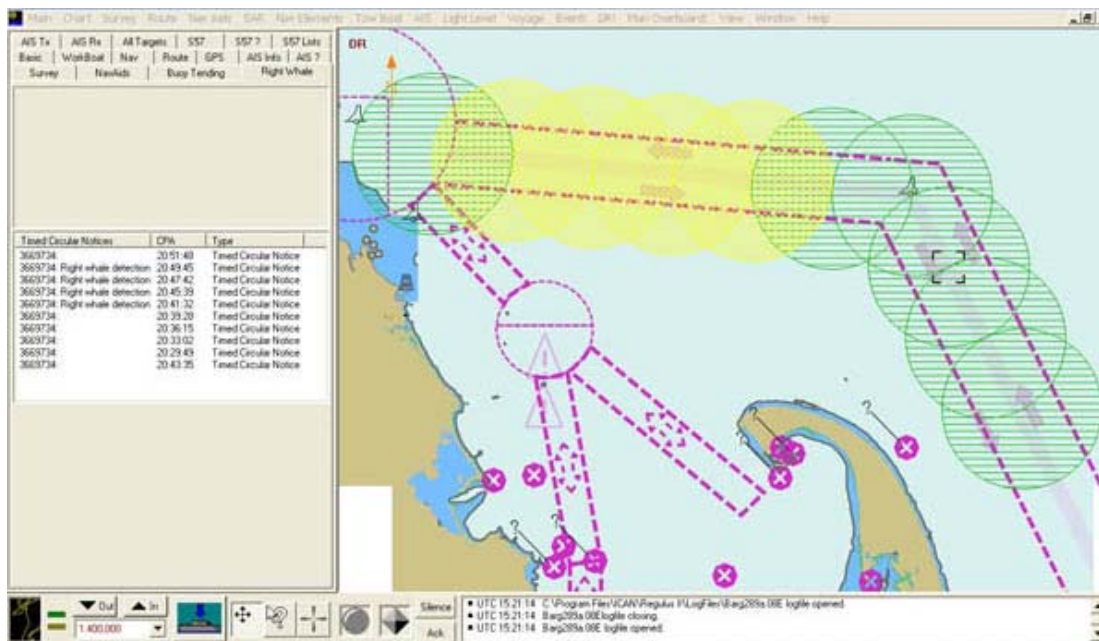 Main Chart Survey Route Nav Aids SAR Nav Elements Tow Boat AIS Light Level Voyage Event DRI Man Overboard View Window Help
AIS Tx AIS Rx All Targets S57 S57 ? S57 Lists
Basic WorkBoat Nav Route GPS AIS Info AIS ?
Survey NavAids Buoy Tending Right Whale
DR
Timed Circular Notices CPA Type
3669734: 20:51:48 Timed Circular Notice
3669734: Right whale detection 20:49:45 Timed Circular Notice
3669734: Right whale detection 20:47:42 Timed Circular Notice
3669734: Right whale detection 20:45:39 Timed Circular Notice
3669734: Right whale detection 20:41:32 Timed Circular Notice
3669734: 20:39:28 Timed Circular Notice
3669734: 20:36:15 Timed Circular Notice
3669734: 20:33:02 Timed Circular Notice
3669734: 20:29:49 Timed Circular Notice
3669734: 20:43:35 Timed Circular Notice
?
?
?
?
?
Out In
1:400,000
Silence
Ack
UTC 15:21:14 C:\Program Files\ICAN\Regulus II\LogFiles\Barg289a.08E logfile opened.
UTC 15:21:14 Barg289a.08E logfile closing.
UTC 15:21:14 Barg289a.08E logfile opened.